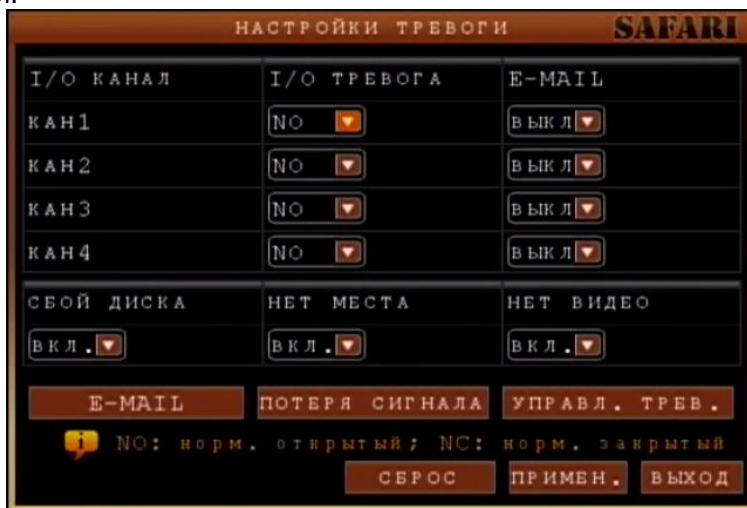 НАСТРОЙКИ ТРЕВОГИ SAFARI
I/O КАНАЛ I/O ТРЕВОГА E-MAIL
КАН1 NO ВЫКЛ
КАН2 NO ВЫКЛ
КАН3 NO ВЫКЛ
КАН4 NO ВЫКЛ
СБОЙ ДИСКА НЕТ МЕСТА НЕТ ВИДЕО
ВКЛ. ВКЛ. ВКЛ.
E-MAIL ПОТЕРЯ СИГНАЛА УПРАВЛ. ТРЕВ.
i NO: норм. открытый; NC: норм. закрытый
СБРОС ПРИМЕН. ВЫХОД